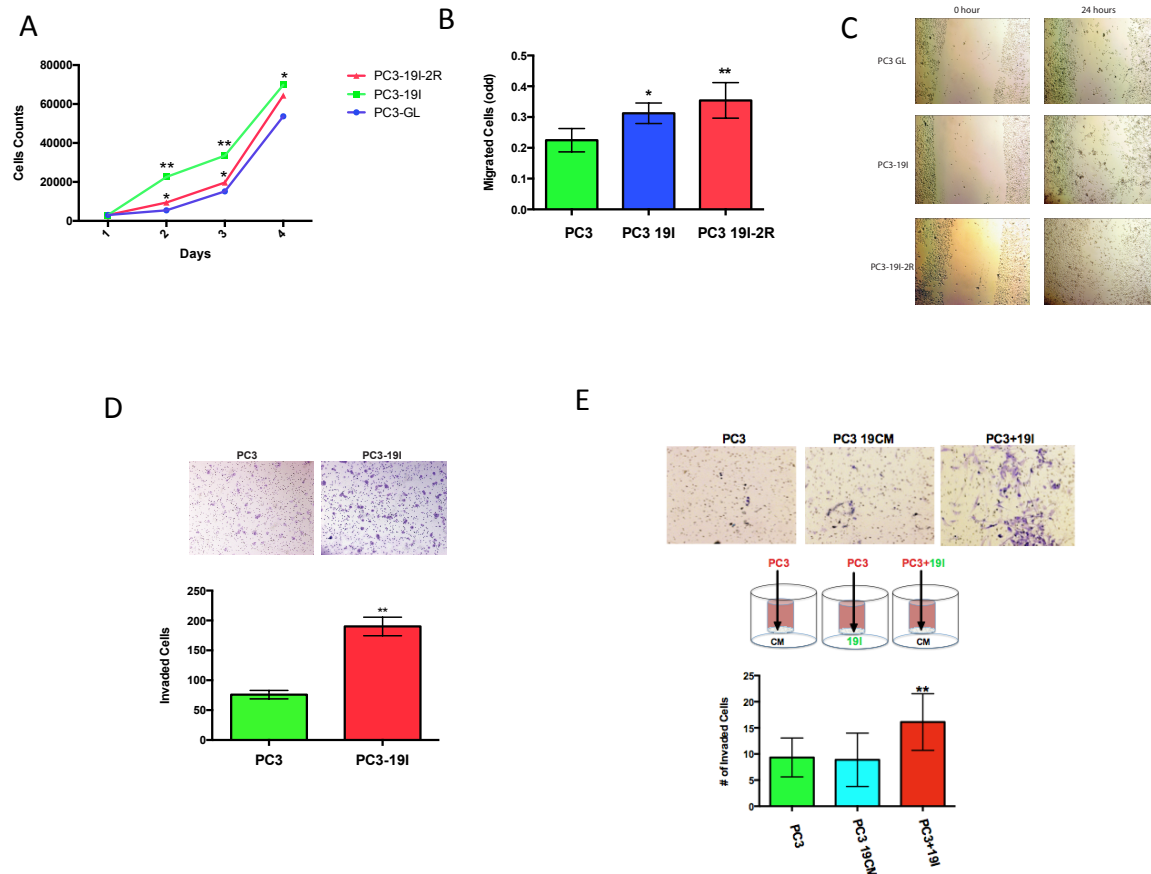 A
80000
60000
40000
20000
0
Cells Counts
1
2
3
4
Days
*
**
**
*
*
PC3-19I-2R
PC3-19I
PC3-GL
B
0.5
0.4
0.3
0.2
0.1
0.0
Migrated Cells (odd)
*
**
PC3
PC3 19I
PC3 19I-2R
C
0 hour
24 hours
PC3 GL
PC3-19I
PC3-19I-2R
D
PC3
PC3-19I
250
200
150
100
50
0
Invaded Cells
**
PC3
PC3-19I
E
PC3
PC3 19CM
PC3+19I
PC3
PC3
PC3+19I
CM
19I
CM
25
20
15
10
5
0
# of Invaded Cells
**
PC3
PC3 19CM
PC3+19I